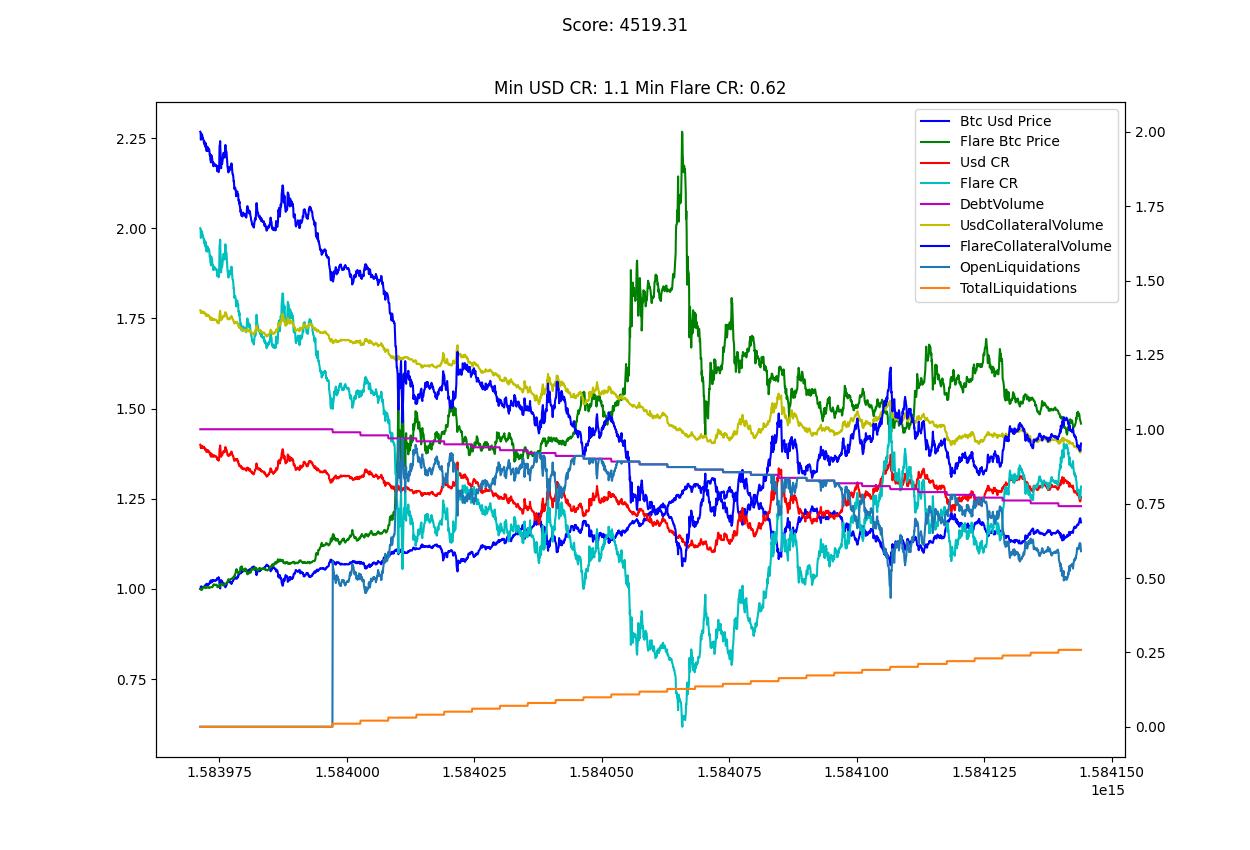 Score: 4519.31
Min USD CR: 1.1 Min Flare CR: 0.62
2.25
2.00
1.75
1.50
1.25
1.00
0.75
Btc Usd Price
Flare Btc Price
Usd CR
Flare CR
DebtVolume
UsdCollateralVolume
FlareCollateralVolume
OpenLiquidations
TotalLiquidations
2.00
1.75
1.50
1.25
1.00
0.75
0.50
0.25
0.00
1.583975 1.584000 1.584025 1.584050 1.584075 1.584100 1.584125 1.584150
1e15